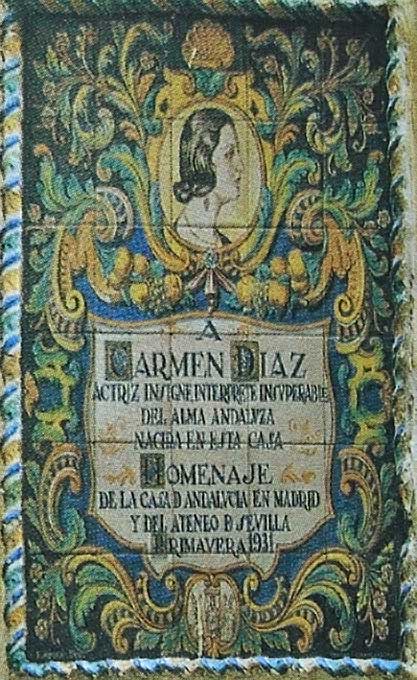 A
CARMEN DIAZ
ACTRIZ INSIGNE INTERPRETE INSUPERABLE
DEL ALMA ANDALUZA
NACIDA EN ESTA CASA
HOMENAJE
DE LA CASA D ANDALUCIA EN MADRID
Y DEL ATENEO D SEVILLA
PRIMAVERA 1931